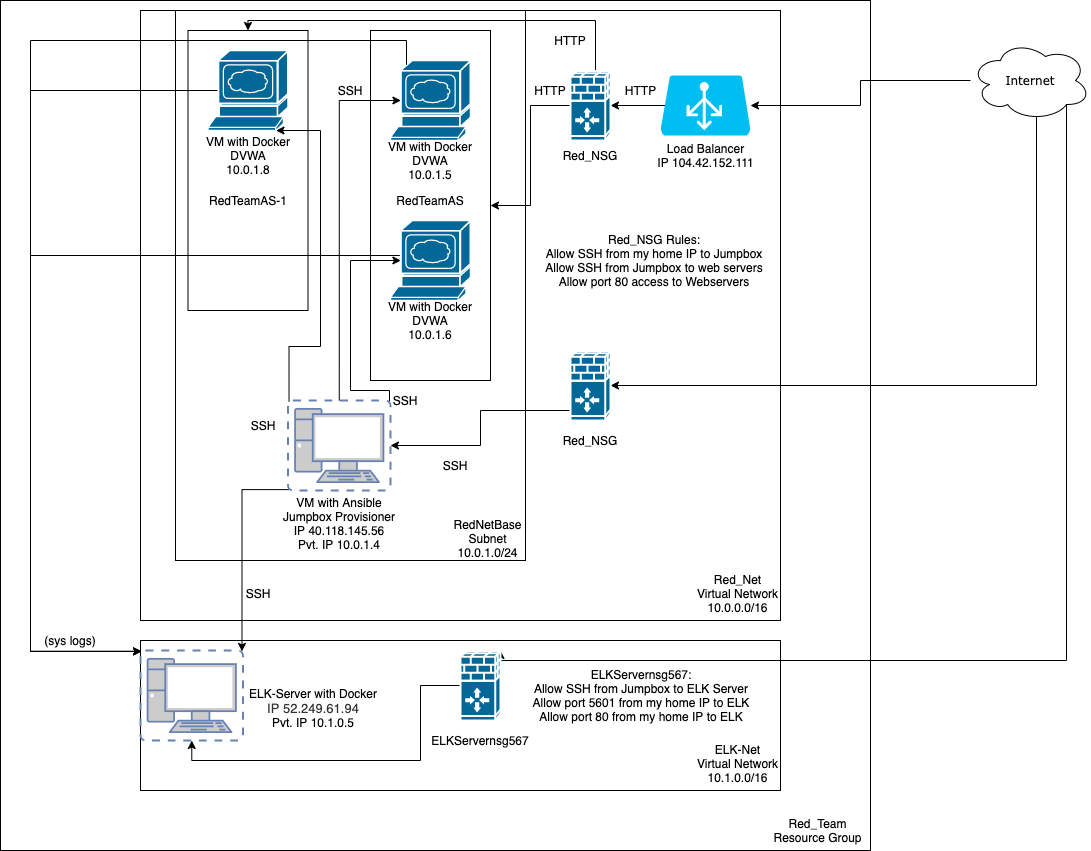 HTTP
Internet
SSH
HTTP
HTTP
VM with Docker
DVWA
10.0.1.8
VM with Docker
DVWA
10.0.1.5
Red_NSG
Load Balancer
IP 104.42.152.111
RedTeamAS-1
RedTeamAS
Red_NSG Rules:
Allow SSH from my home IP to Jumpbox
Allow SSH from Jumpbox to web servers
Allow port 80 access to Webservers
VM with Docker
DVWA
10.0.1.6
SSH
SSH
Red_NSG
SSH
VM with Ansible
Jumpbox Provisioner
IP 40.118.145.56
Pvt. IP 10.0.1.4
RedNetBase
Subnet
10.0.1.0/24
Red_Net
Virtual Network
10.0.0.0/16
SSH
(sys logs)
ELK-Server with Docker
IP 52.249.61.94
Pvt. IP 10.1.0.5
ELKServernsg567
ELKServernsg567:
Allow SSH from Jumpbox to ELK Server
Allow port 5601 from my home IP to ELK
Allow port 80 from my home IP to ELK
ELK-Net
Virtual Network
10.1.0.0/16
Red_Team
Resource Group